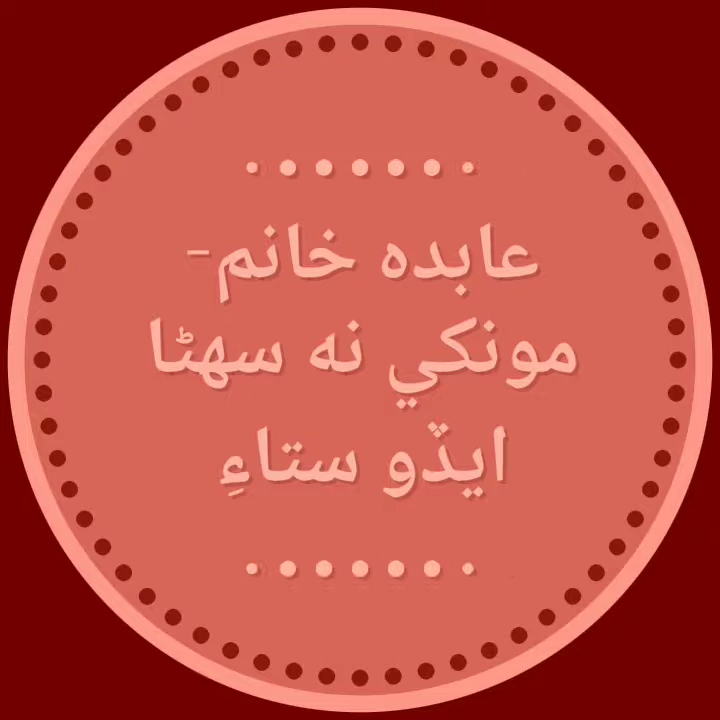 عابده خانم-
مونکي نه سهڻا
ايڏو ستاءِ